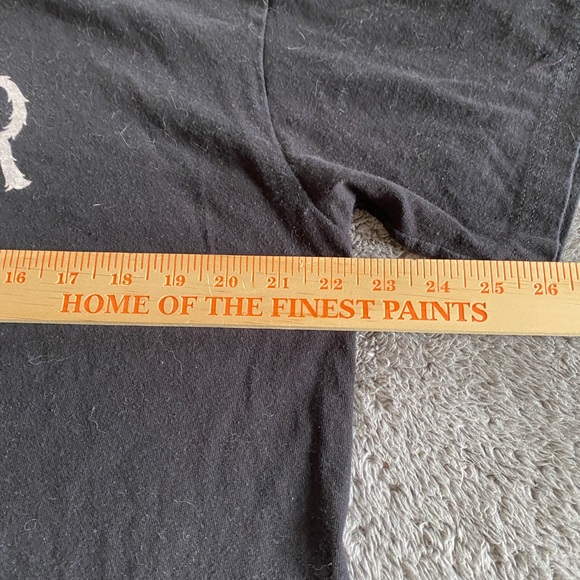 R
16 17 18 19 20 21 22 23 24 25 26
HOME OF THE FINEST PAINTS